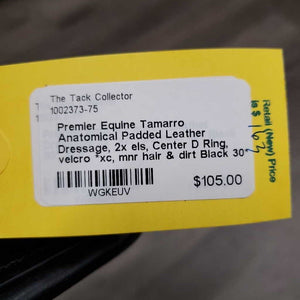 The Tack Collector
1002373-75
Premier Equine Tamarro
Anatomical Padded Leather
Dressage, 2x els, Center D Ring,
velcro *xc, mnr hair & dirt Black 30"
$105.00
WGKEUV
Retail (New) Price
is $ 163